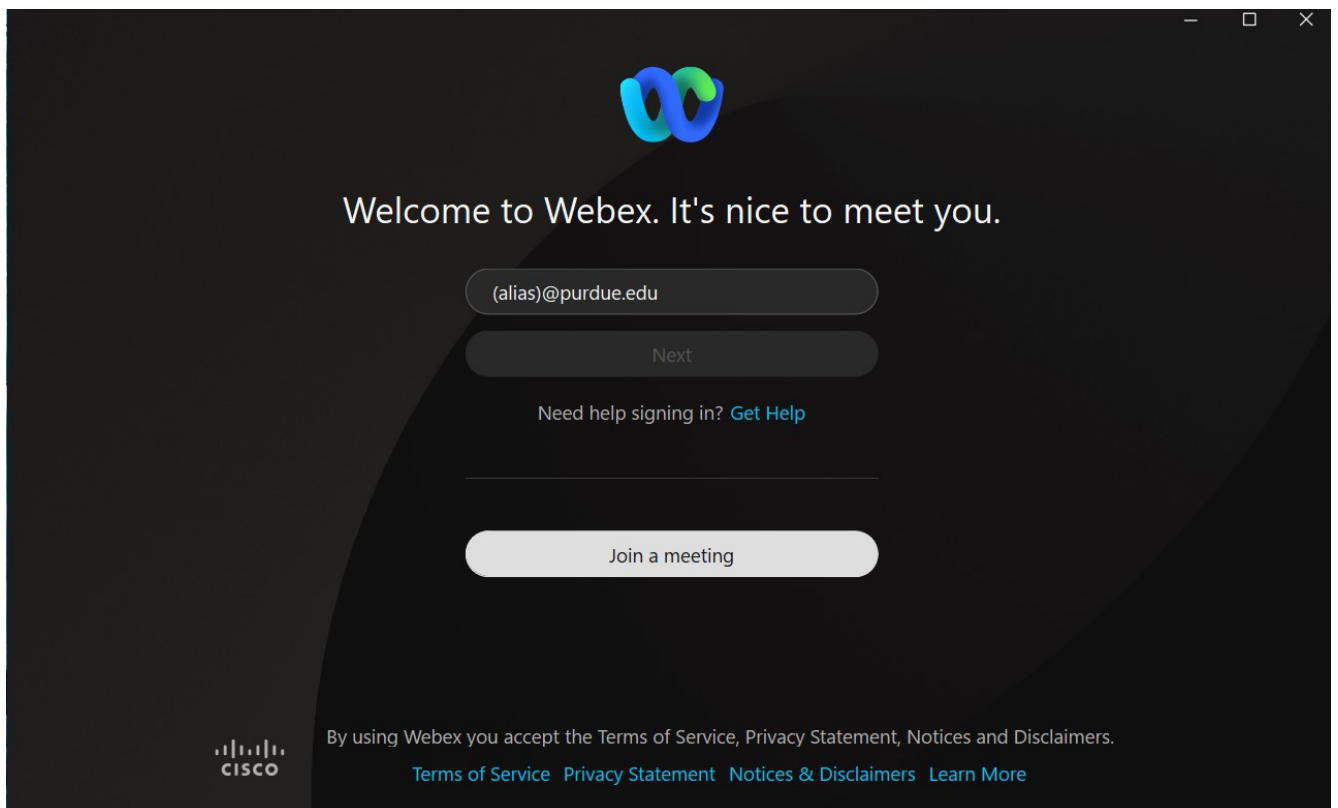 Welcome to Webex. It's nice to meet you.
(alias)@purdue.edu
Next
Need help signing in? Get Help
Join a meeting
By using Webex you accept the Terms of Service, Privacy Statement, Notices and Disclaimers.
CISCO
Terms of Service Privacy Statement Notices & Disclaimers Learn More